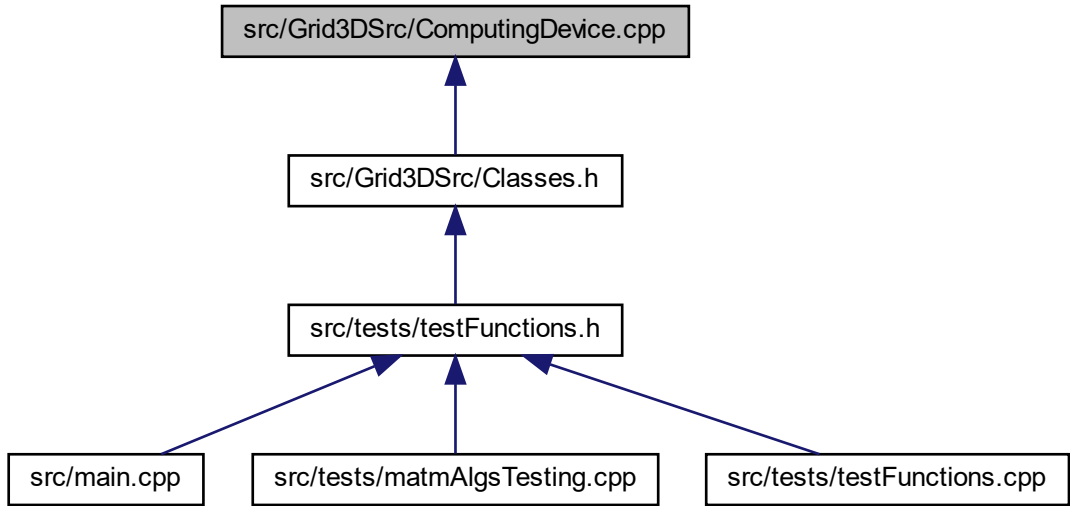 src/Grid3DSrc/ComputingDevice.cpp
src/Grid3DSrc/Classes.h
src/tests/testFunctions.h
src/main.cpp
src/tests/matmAlgsTesting.cpp
src/tests/testFunctions.cpp